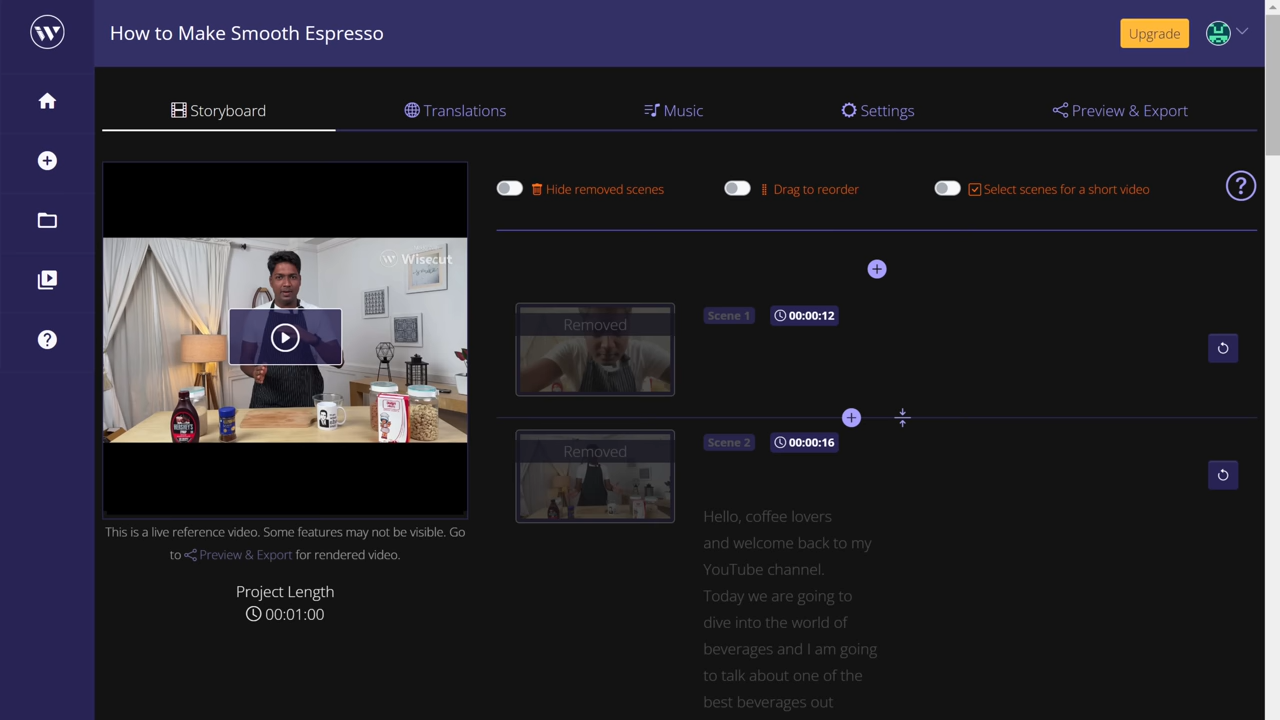 How to Make Smooth Espresso
Upgrade
Storyboard
Translations
Music
Settings
Preview & Export
Wisecut
Hide removed scenes
Drag to reorder
Select scenes for a short video
Removed
Scene 1
00:00:12
Removed
Scene 2
00:00:16
Hello, coffee lovers
and welcome back to my
YouTube channel.
Today we are going to
dive into the world of
beverages and I am going
to talk about one of the
best beverages out
HERSHEY'S
This is a live reference video. Some features may not be visible. Go
to Preview & Export for rendered video.
Project Length
00:01:00